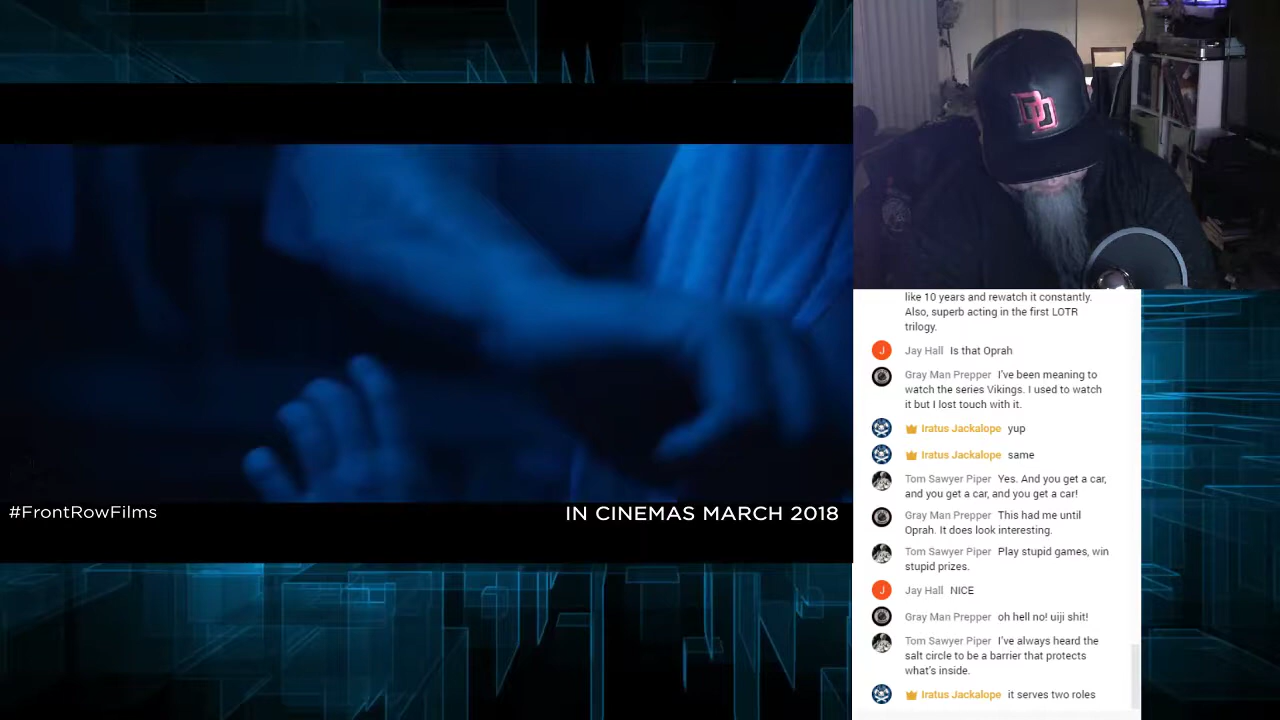 #FrontRowFilms
IN CINEMAS MARCH 2018
like 10 years and rewatch it constantly.
Also, superb acting in the first LOTR
trilogy.
J Jay Hall Is that Oprah
Gray Man Prepper I've been meaning to
watch the series Vikings. I used to watch
it but I lost touch with it.
Iratus Jackalope yup
Iratus Jackalope same
Tom Sawyer Piper Yes. And you get a car,
and you get a car, and you get a car!
Gray Man Prepper This had me until
Oprah. It does look interesting.
Tom Sawyer Piper Play stupid games, win
stupid prizes.
J Jay Hall NICE
Gray Man Prepper oh hell no! uiji shit!
Tom Sawyer Piper I've always heard the
salt circle to be a barrier that protects
what's inside.
Iratus Jackalope it serves two roles